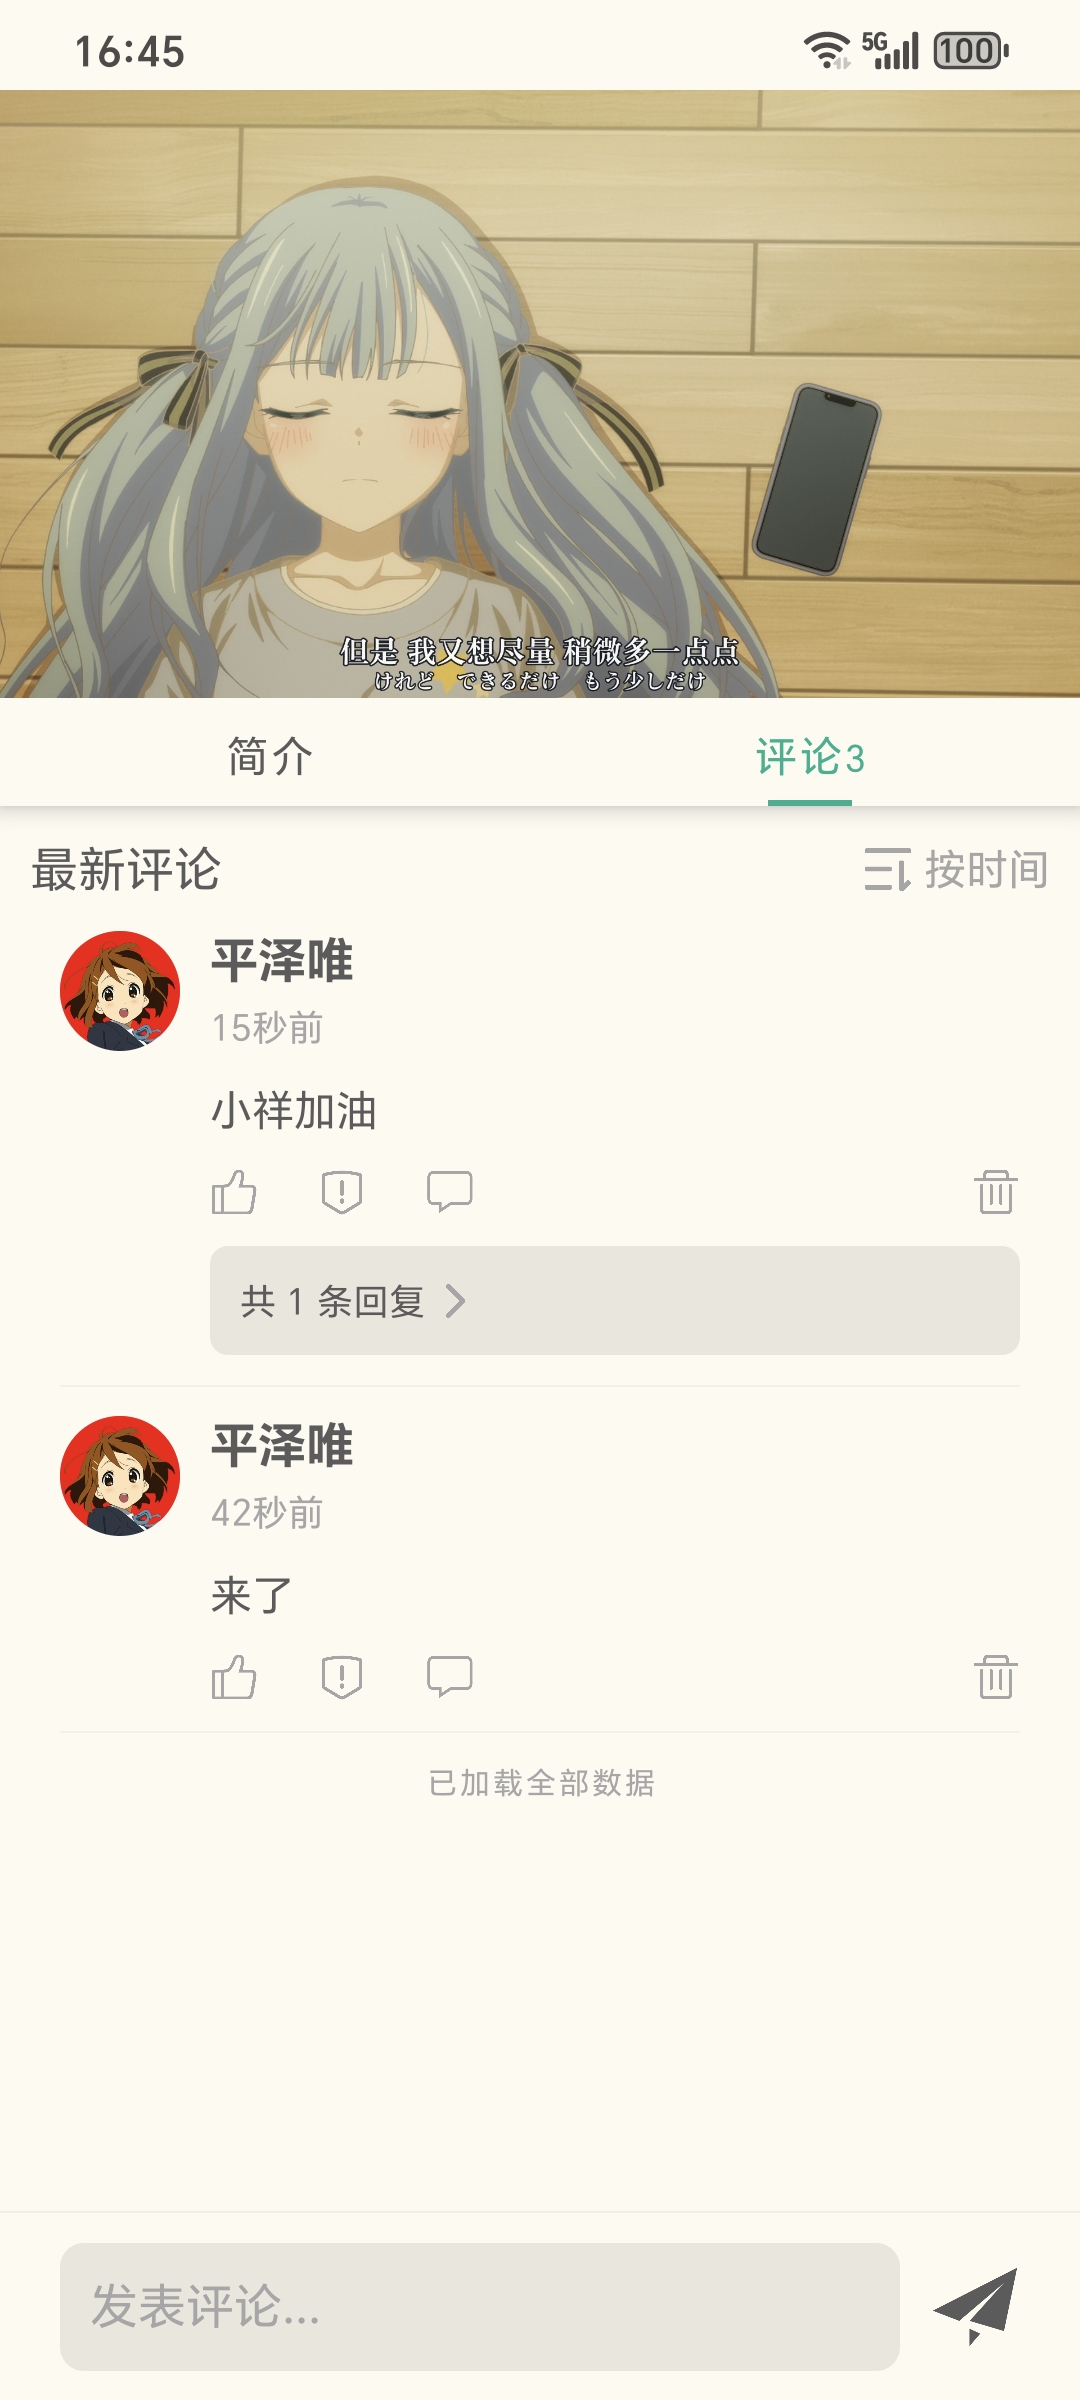 16:45
5G
100
但是 我又想尽量 稍微多一点点
けれど できるだけ もう少しだけ
简介
评论3
最新评论
按时间
平泽唯
15秒前
小祥加油
共 1 条回复
平泽唯
42秒前
来了
已加载全部数据
发表评论...